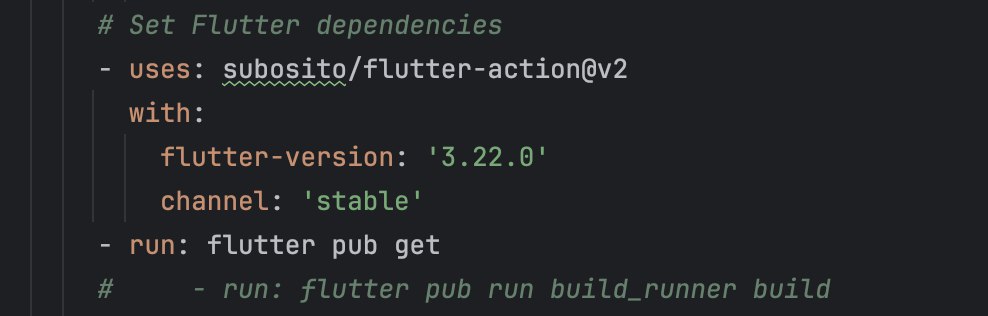 # Set Flutter dependencies
- uses: subosito/flutter-action@v2
with:
flutter-version: '3.22.0'
channel: 'stable'
- run: flutter pub get
#     - run: flutter pub run build_runner build